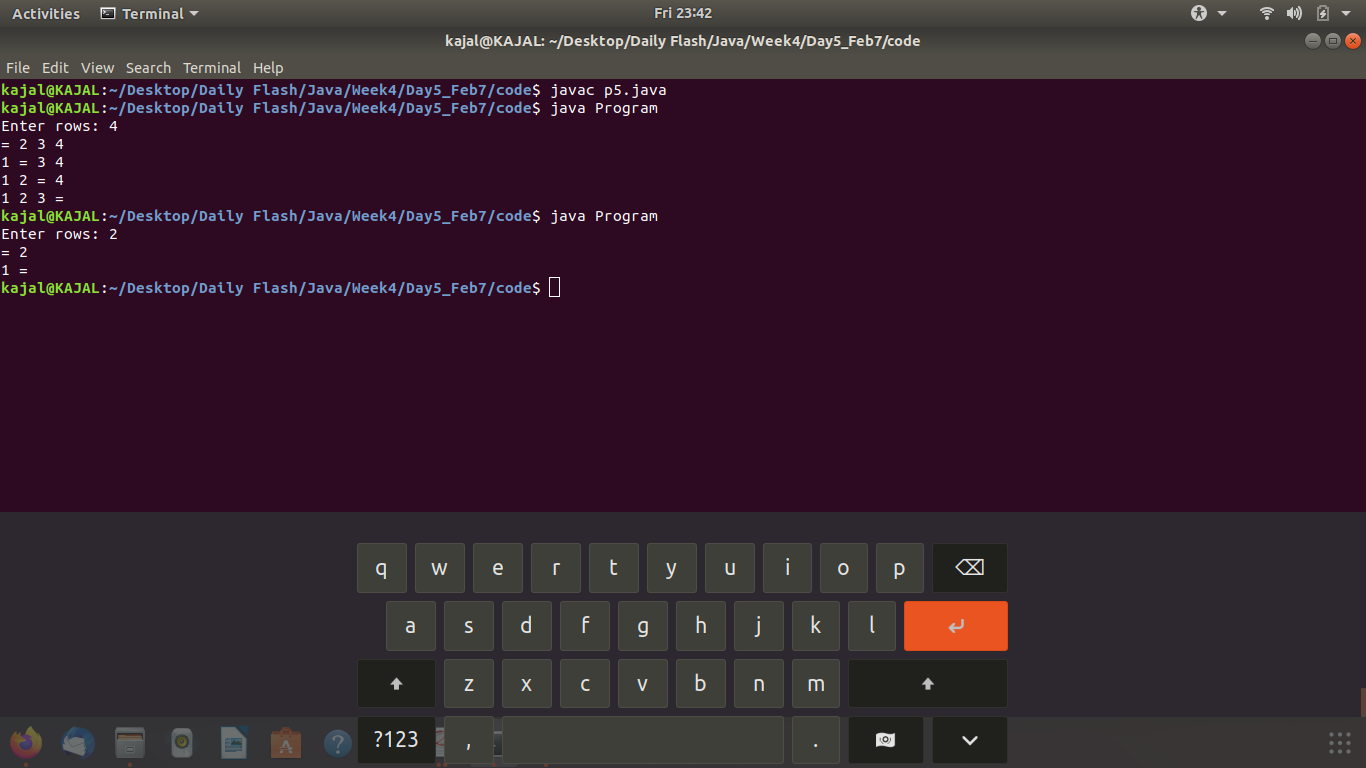 Activities Terminal Fri 23:42
kajal@KAJAL: ~/Desktop/Daily Flash/Java/Week4/Day5_Feb7/code
File Edit View Search Terminal Help
kajal@KAJAL:~/Desktop/Daily Flash/Java/Week4/Day5_Feb7/code$ javac p5.java
kajal@KAJAL:~/Desktop/Daily Flash/Java/Week4/Day5_Feb7/code$ java Program
Enter rows: 4
= 2 3 4
1 = 3 4
1 2 = 4
1 2 3 =
kajal@KAJAL:~/Desktop/Daily Flash/Java/Week4/Day5_Feb7/code$ java Program
Enter rows: 2
= 2
1 =
kajal@KAJAL:~/Desktop/Daily Flash/Java/Week4/Day5_Feb7/code$
q w e r t y u i o p
a s d f g h j k l
z x c v b n m
?123 , .